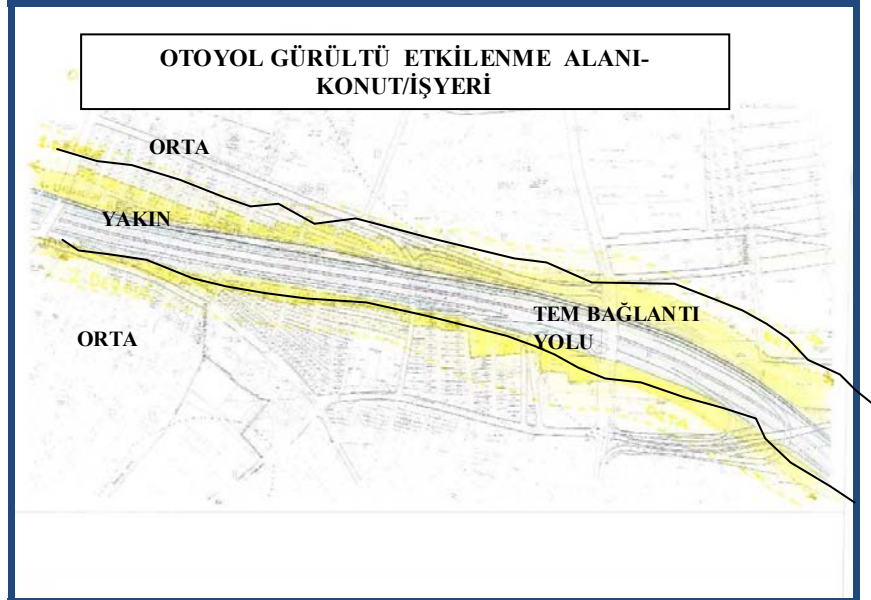 OTOYOL GÜRÜLTÜ ETKİLENME ALANI-
KONUT/İŞYERİ
ORTA
YAKIN
TEM BAĞLANTI
YOLU
ORTA